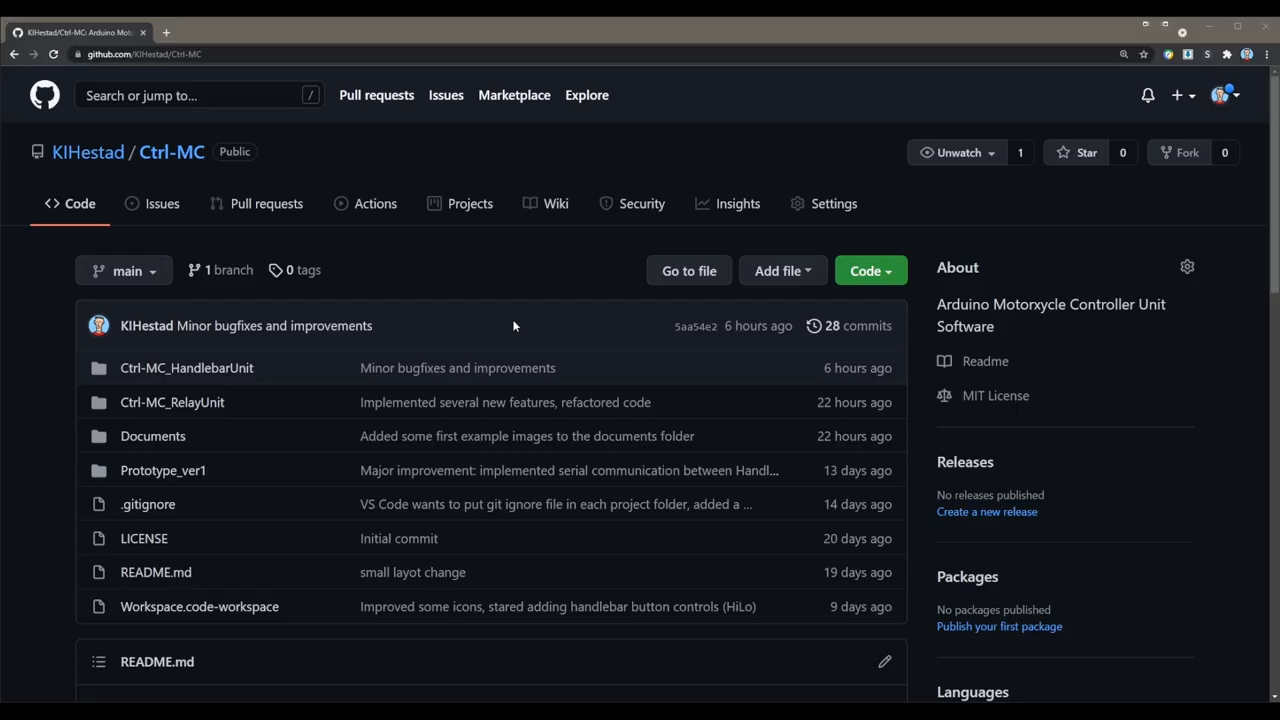 KIHestad/Ctrl-MC: Arduino Moto
github.com/KIHestad/Ctrl-MC
Search or jump to... /
Pull requests Issues Marketplace Explore
KIHestad / Ctrl-MC Public
Unwatch 1 Star 0 Fork 0
Code Issues Pull requests Actions Projects Wiki Security Insights Settings
main 1 branch 0 tags Go to file Add file Code
KIHestad Minor bugfixes and improvements 5aa54e2 6 hours ago 28 commits
Ctrl-MC_HandlebarUnit Minor bugfixes and improvements 6 hours ago
Ctrl-MC_RelayUnit Implemented several new features, refactored code 22 hours ago
Documents Added some first example images to the documents folder 22 hours ago
Prototype_ver1 Major improvement: implemented serial communication between Handl... 13 days ago
.gitignore VS Code wants to put git ignore file in each project folder, added a ... 14 days ago
LICENSE Initial commit 20 days ago
README.md small layot change 19 days ago
Workspace.code-workspace Improved some icons, stared adding handlebar button controls (HiLo) 9 days ago
README.md
About
Arduino Motorxycle Controller Unit
Software
Readme
MIT License
Releases
No releases published
Create a new release
Packages
No packages published
Publish your first package
Languages